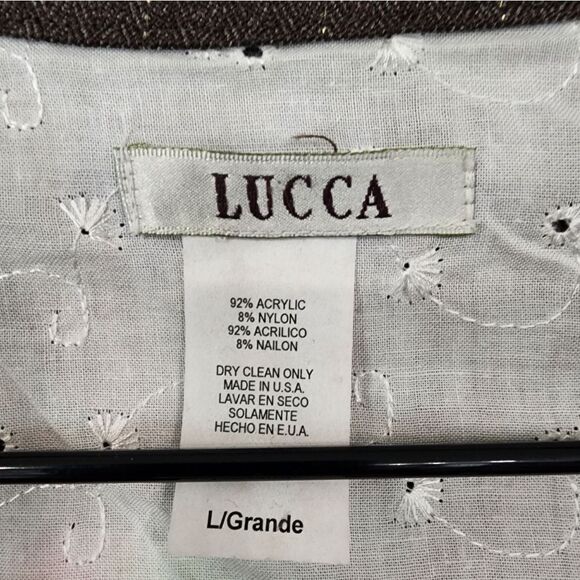 LUCCA
92% ACRYLIC
8% NYLON
92% ACRILICO
8% NAILON
DRY CLEAN ONLY
MADE IN U.S.A.
LAVAR EN SECO
SOLAMENTE
HECHO EN E.U.A.
L/Grande